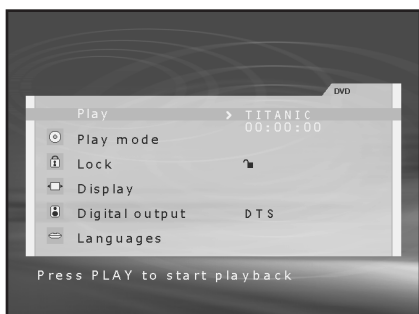 DVD
Play > TITANIC
00:00:00
Play mode
Lock
Display
Digital output DTS
Languages
Press PLAY to start playback